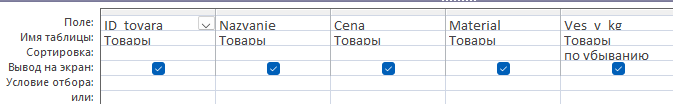 Поле: ID_tovara Nazvanie Cena Material Ves_v_kg
Имя таблицы: Товары Товары Товары Товары Товары
Сортировка: по убыванию
Вывод на экран:
Условие отбора:
или: